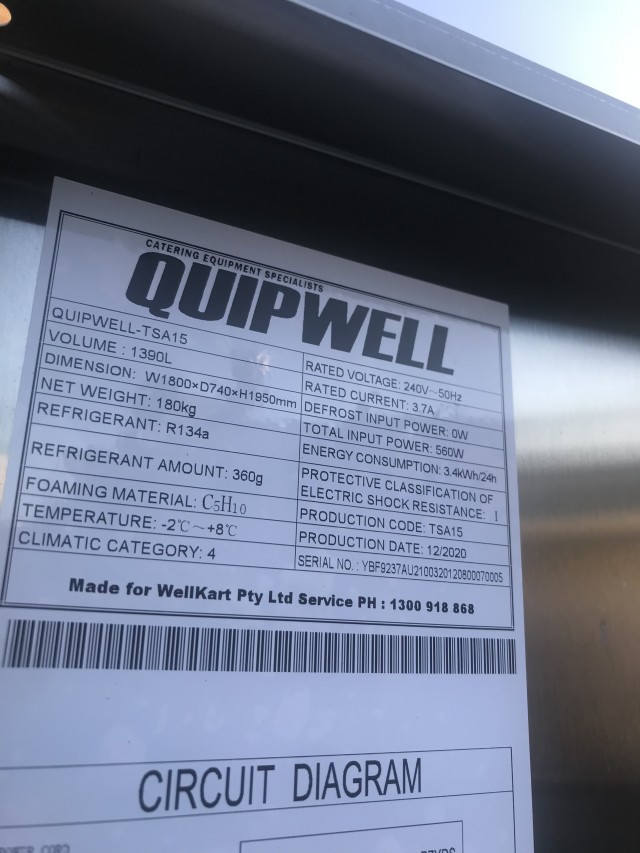 CATERING EQUIPMENT SPECIALISTS
QUIPWELL
QUIPWELL-TSA15
VOLUME : 1390L
DIMENSION: W1800×D740×H1950mm
NET WEIGHT: 180kg
REFRIGERANT: R134a
REFRIGERANT AMOUNT: 360g
FOAMING MATERIAL: C5H10
TEMPERATURE: -2℃～+8℃
CLIMATIC CATEGORY: 4
RATED VOLTAGE: 240V~50Hz
RATED CURRENT: 3.7A
DEFROST INPUT POWER: 0W
TOTAL INPUT POWER: 560W
ENERGY CONSUMPTION: 3.4kWh/24h
PROTECTIVE CLASSIFICATION OF
ELECTRIC SHOCK RESISTANCE: I
PRODUCTION CODE: TSA15
PRODUCTION DATE: 12/2020
SERIAL NO. : YBF9237AU2100320120800070005
Made for WellKart Pty Ltd Service PH : 1300 918 868
CIRCUIT DIAGRAM